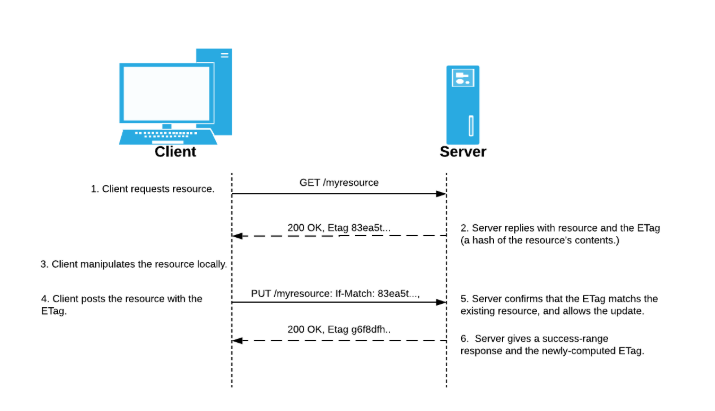 Client
Server
GET /myresource
1. Client requests resource.
200 OK, Etag 83ea5t...
2. Server replies with resource and the ETag
(a hash of the resource's contents.)
3. Client manipulates the resource locally.
4. Client posts the resource with the
ETag.
PUT /myresource: If-Match: 83ea5t...,
5. Server confirms that the ETag matchs the
existing resource, and allows the update.
200 OK, Etag g6f8dfh..
6. Server gives a success-range
response and the newly-computed ETag.